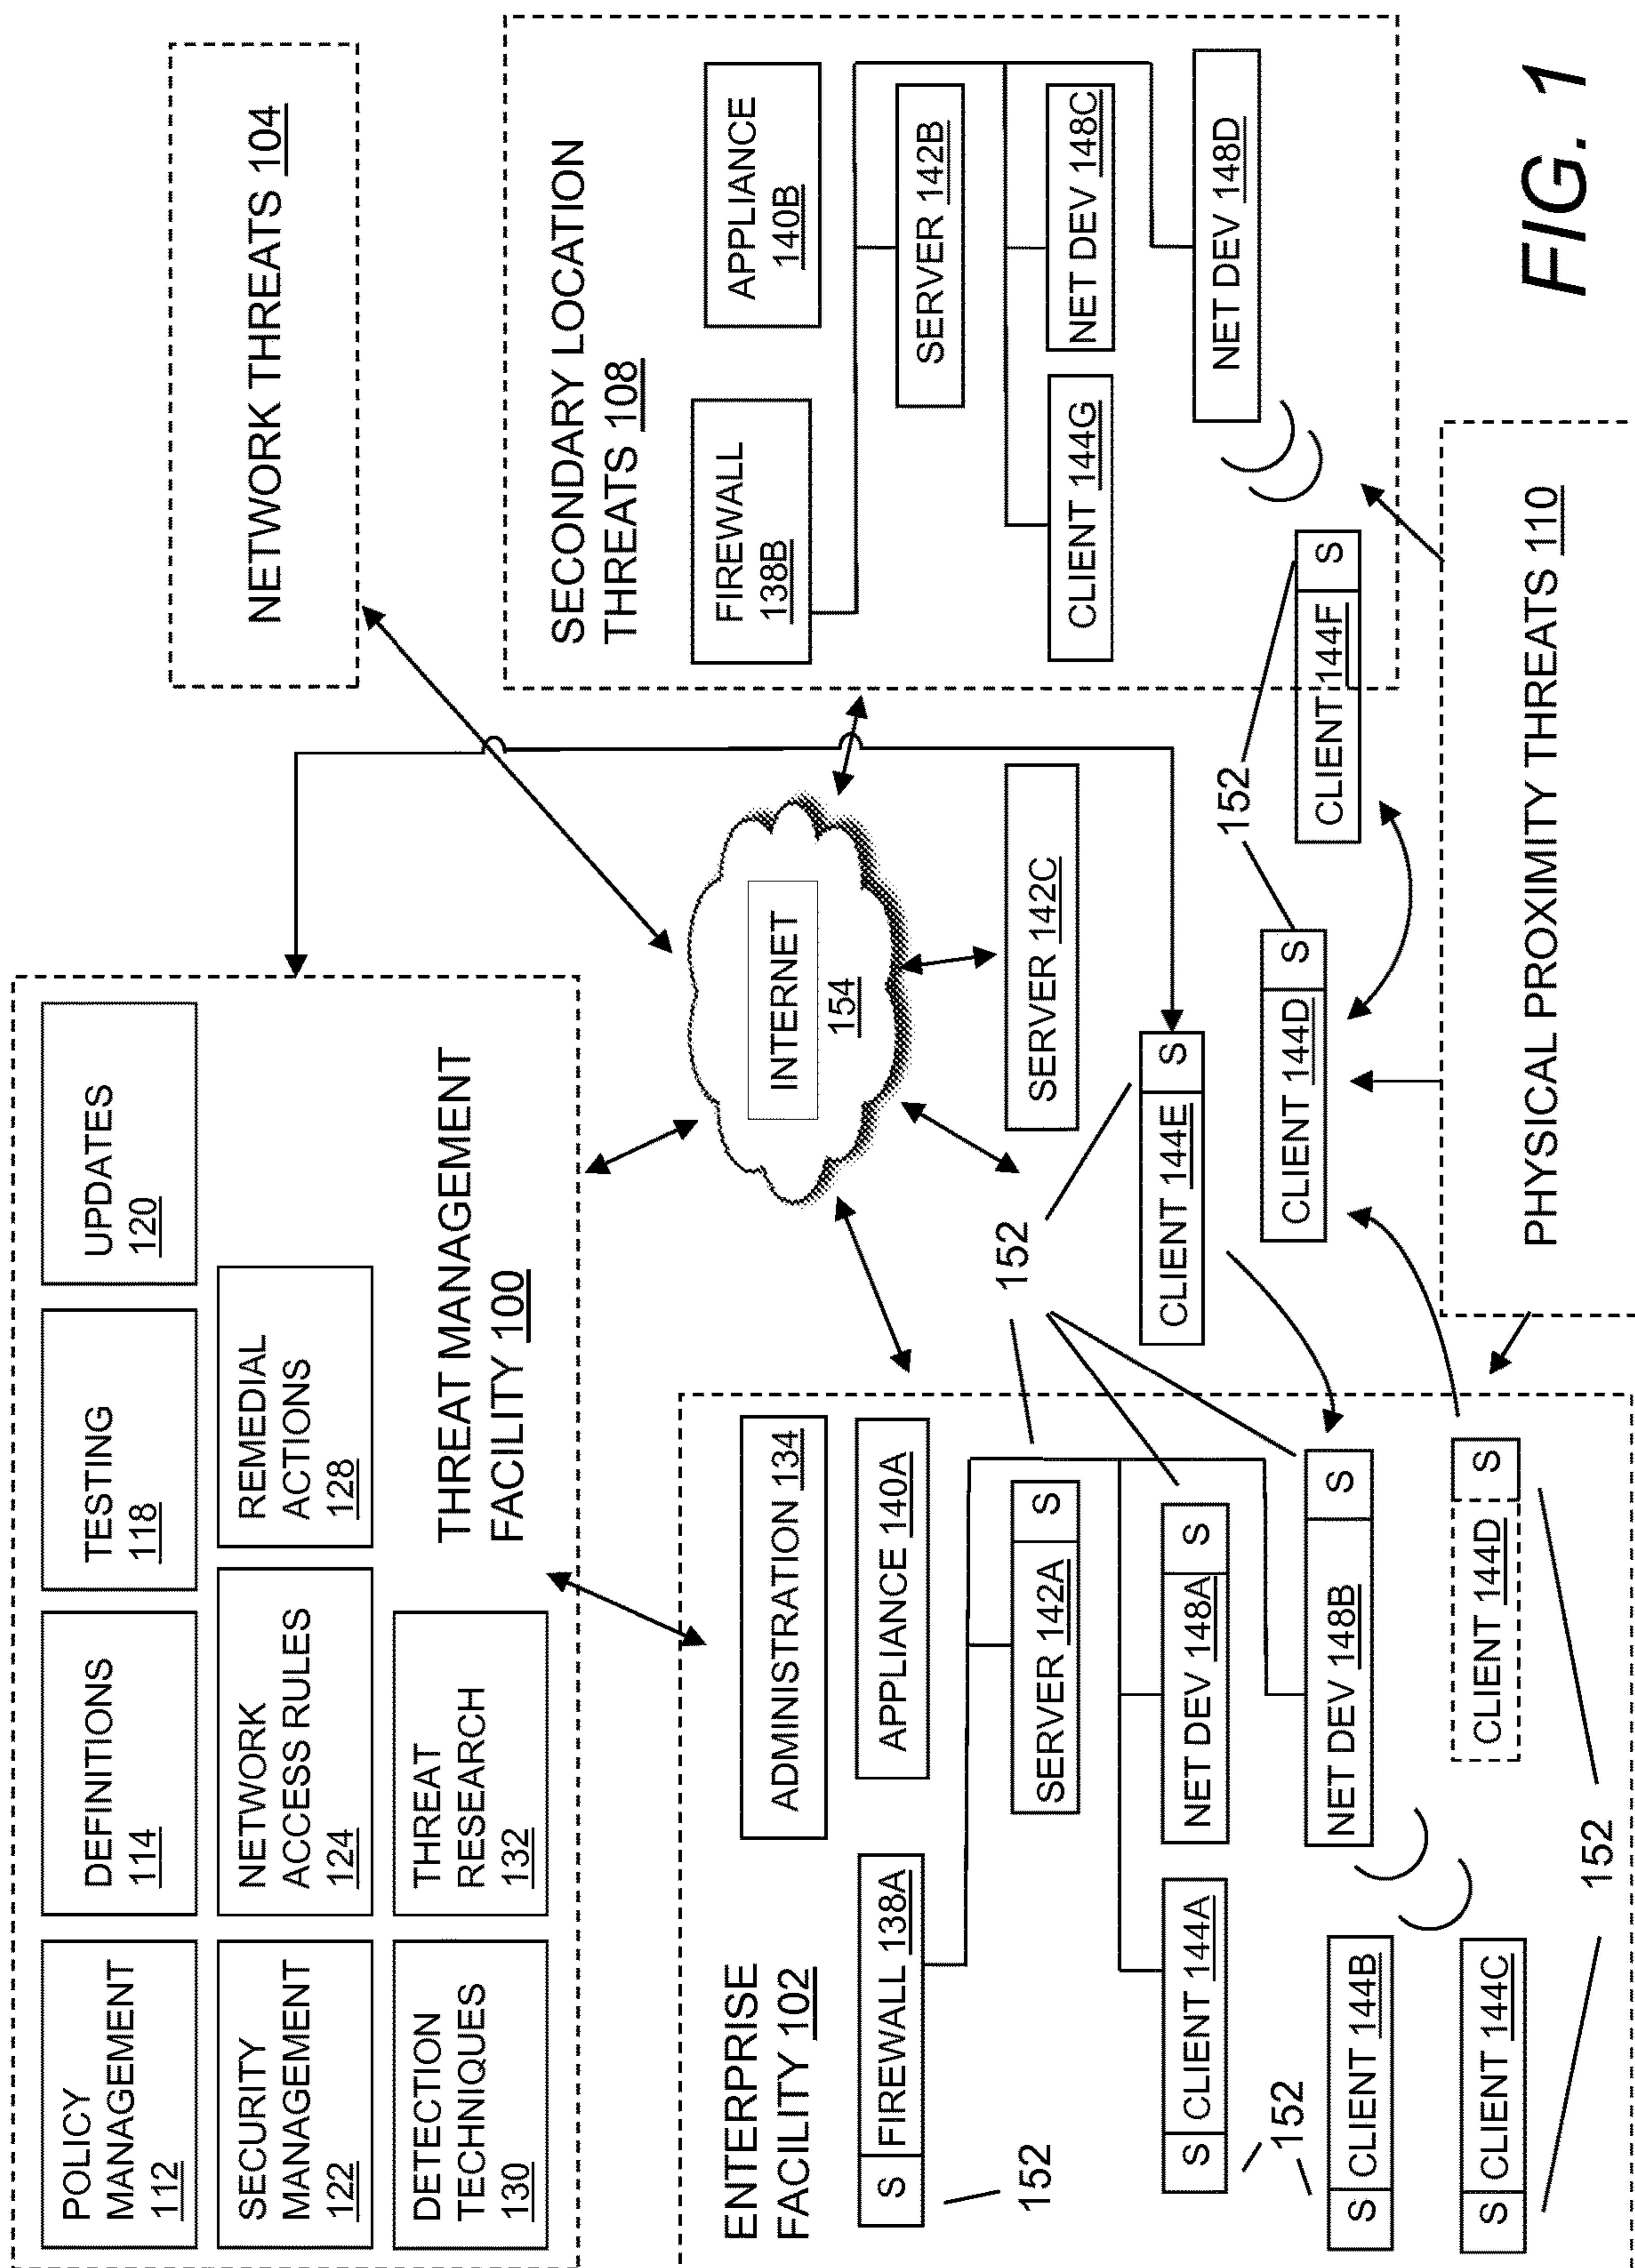 POLICY
MANAGEMENT
112
DEFINITIONS
114
TESTING
118
UPDATES
120
SECURITY
MANAGEMENT
122
NETWORK
ACCESS RULES
124
REMEDIAL
ACTIONS
128
DETECTION
TECHNIQUES
130
THREAT
RESEARCH
132
THREAT MANAGEMENT
FACILITY 100
NETWORK THREATS 104
ENTERPRISE
FACILITY 102
ADMINISTRATION 134
S FIREWALL 138A
APPLIANCE 140A
152
SERVER 142A S
S CLIENT 144A
NET DEV 148A S
152
S CLIENT 144B
NET DEV 148B S
S CLIENT 144C
CLIENT 144D S
152
INTERNET
154
SERVER 142C
152
CLIENT 144E S
CLIENT 144D S
152
CLIENT 144F S
SECONDARY LOCATION
THREATS 108
FIREWALL
138B
APPLIANCE
140B
SERVER 142B
CLIENT 144G
NET DEV 148C
NET DEV 148D
PHYSICAL PROXIMITY THREATS 110
FIG. 1